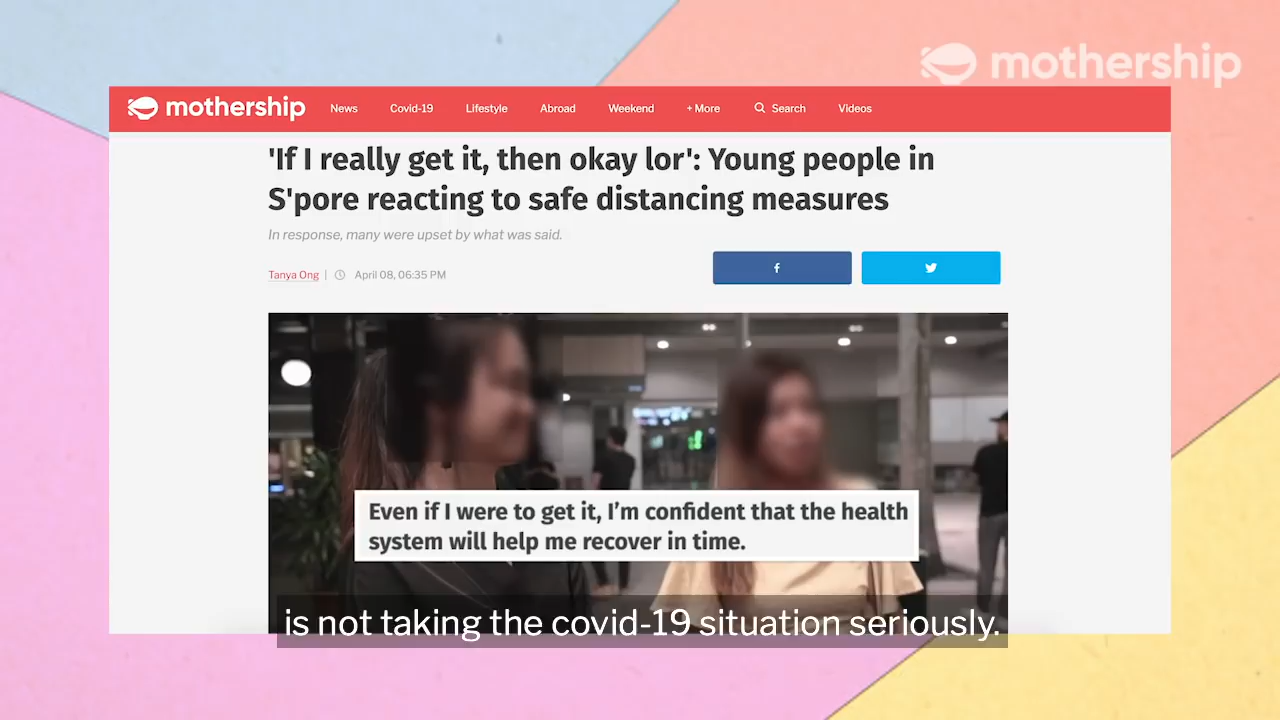 mothership
mothership News Covid-19 Lifestyle Abroad Weekend + More Search Videos
'If I really get it, then okay lor': Young people in
S'pore reacting to safe distancing measures
In response, many were upset by what was said.
Tanya Ong | April 08, 06:35 PM
Even if I were to get it, I'm confident that the health
system will help me recover in time.
is not taking the covid-19 situation seriously.